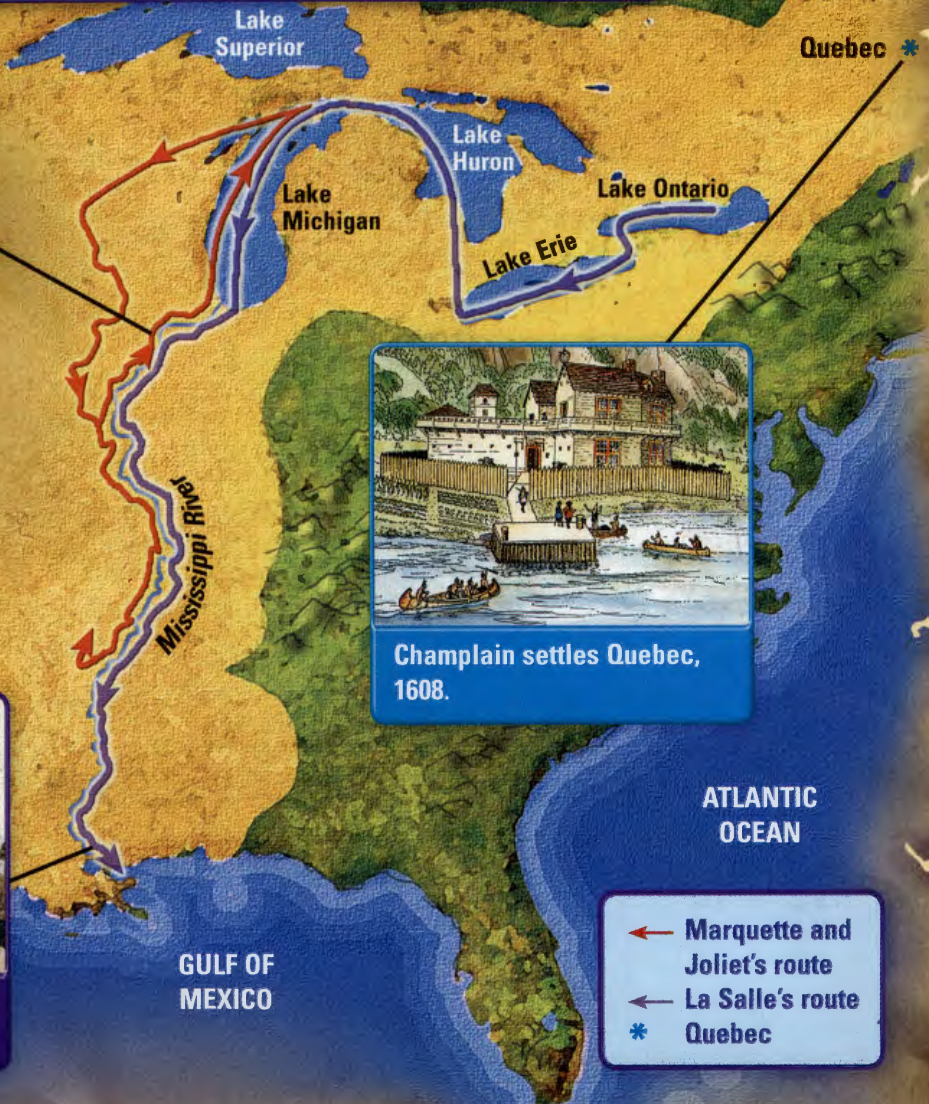 Lake
Superior
Quebec
Lake
Huron
Lake Ontario
Lake
Michigan
Lake Erie
Mississippi River
Champlain settles Quebec,
1608.
ATLANTIC
OCEAN
GULF OF
MEXICO
Marquette and
Joliet's route
La Salle's route
Quebec